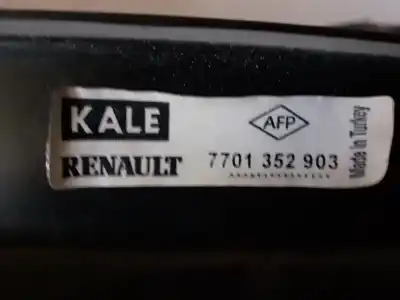 KALE
AFP
RENAULT 7701 352 903
Made in Turkey